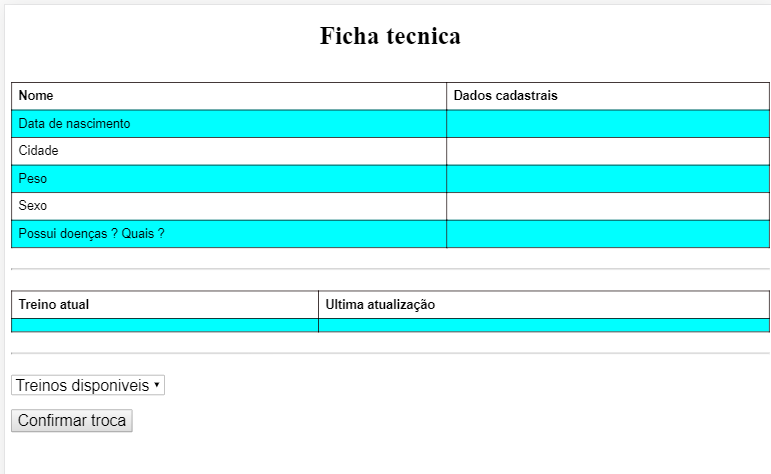 Ficha tecnica
Nome Dados cadastrais
Data de nascimento
Cidade
Peso
Sexo
Possui doenças ? Quais ?
Treino atual Ultima atualização
Treinos disponiveis
Confirmar troca